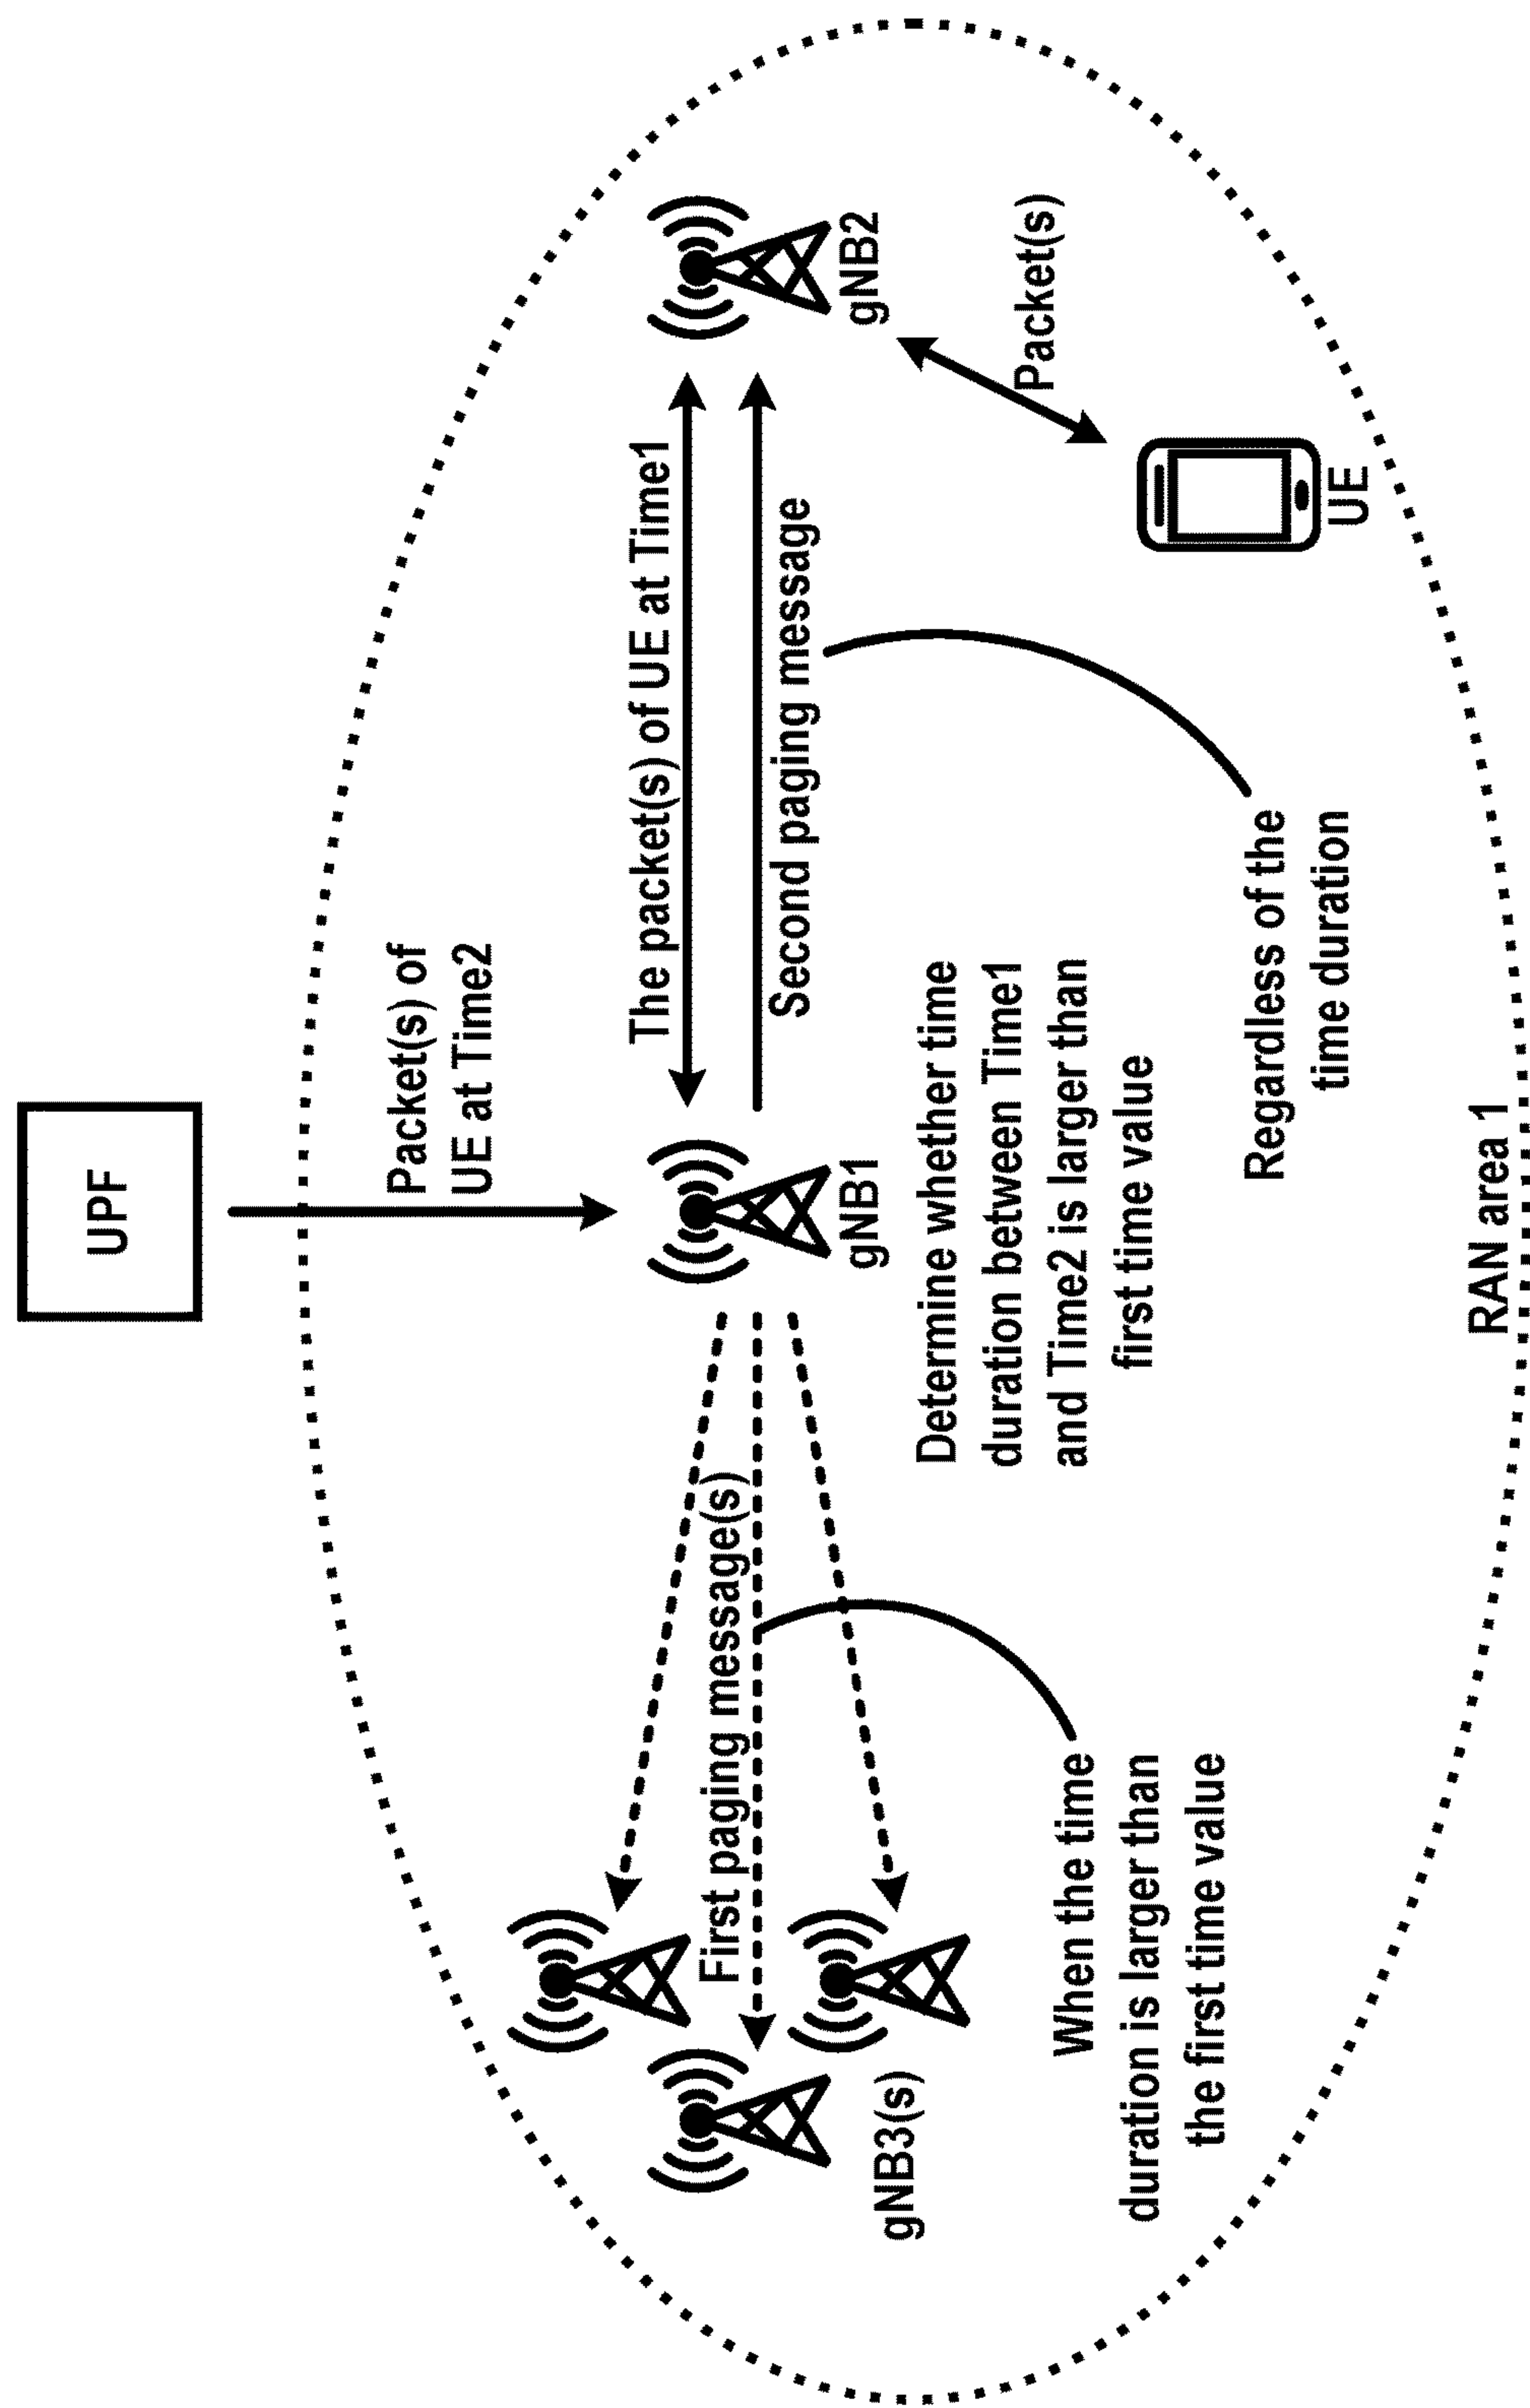 UPF
Packet(s) of
UE at Time2
The packet(s) of UE at Time1
Second paging message
First paging message(s)
gNB3(s)
gNB1
gNB2
Packet(s)
UE
Determine whether time
duration between Time1
and Time2 is larger than
first time value
When the time
duration is larger than
the first time value
Regardless of the
time duration
RAN area 1